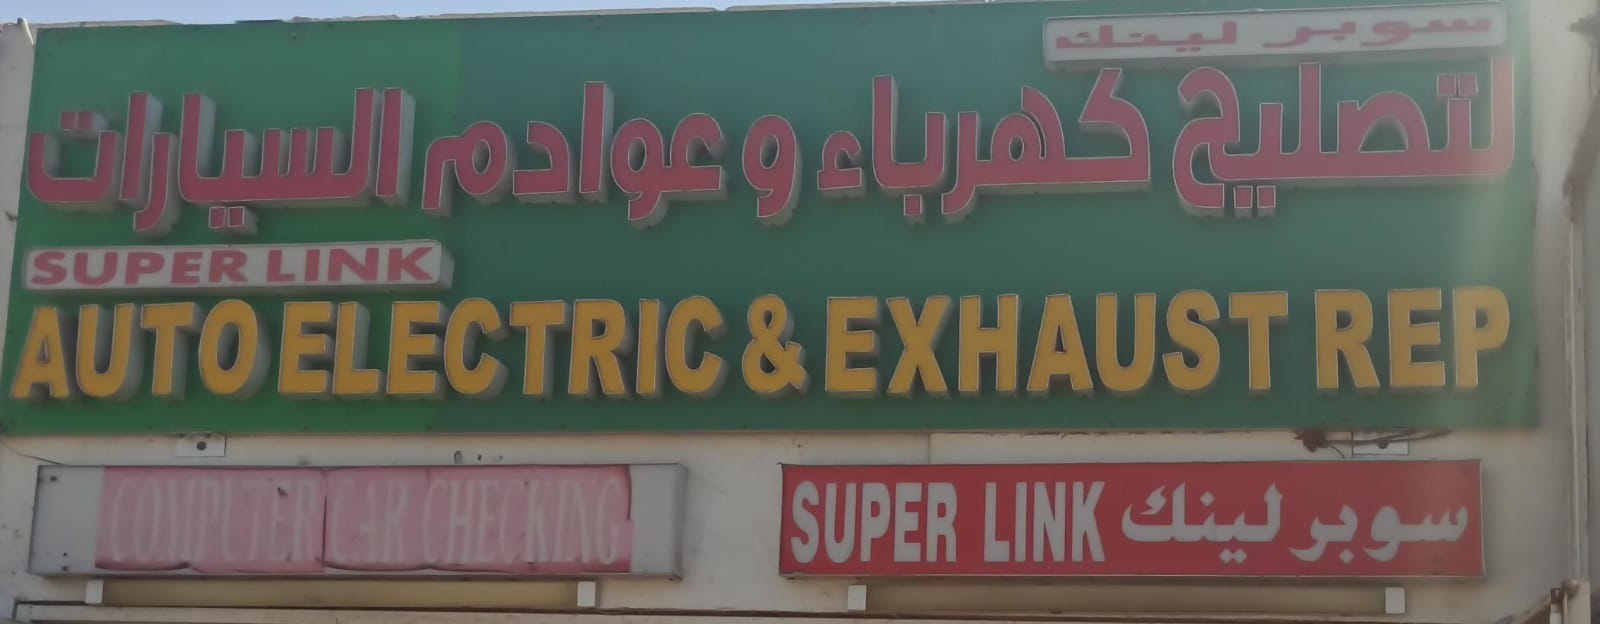 سوبر لينك
لتصليح كهرباء و عوادم السيارات
SUPER LINK
AUTO ELECTRIC & EXHAUST REP
COMPUTER CAR CHECKING
SUPER LINK سوبر لينك